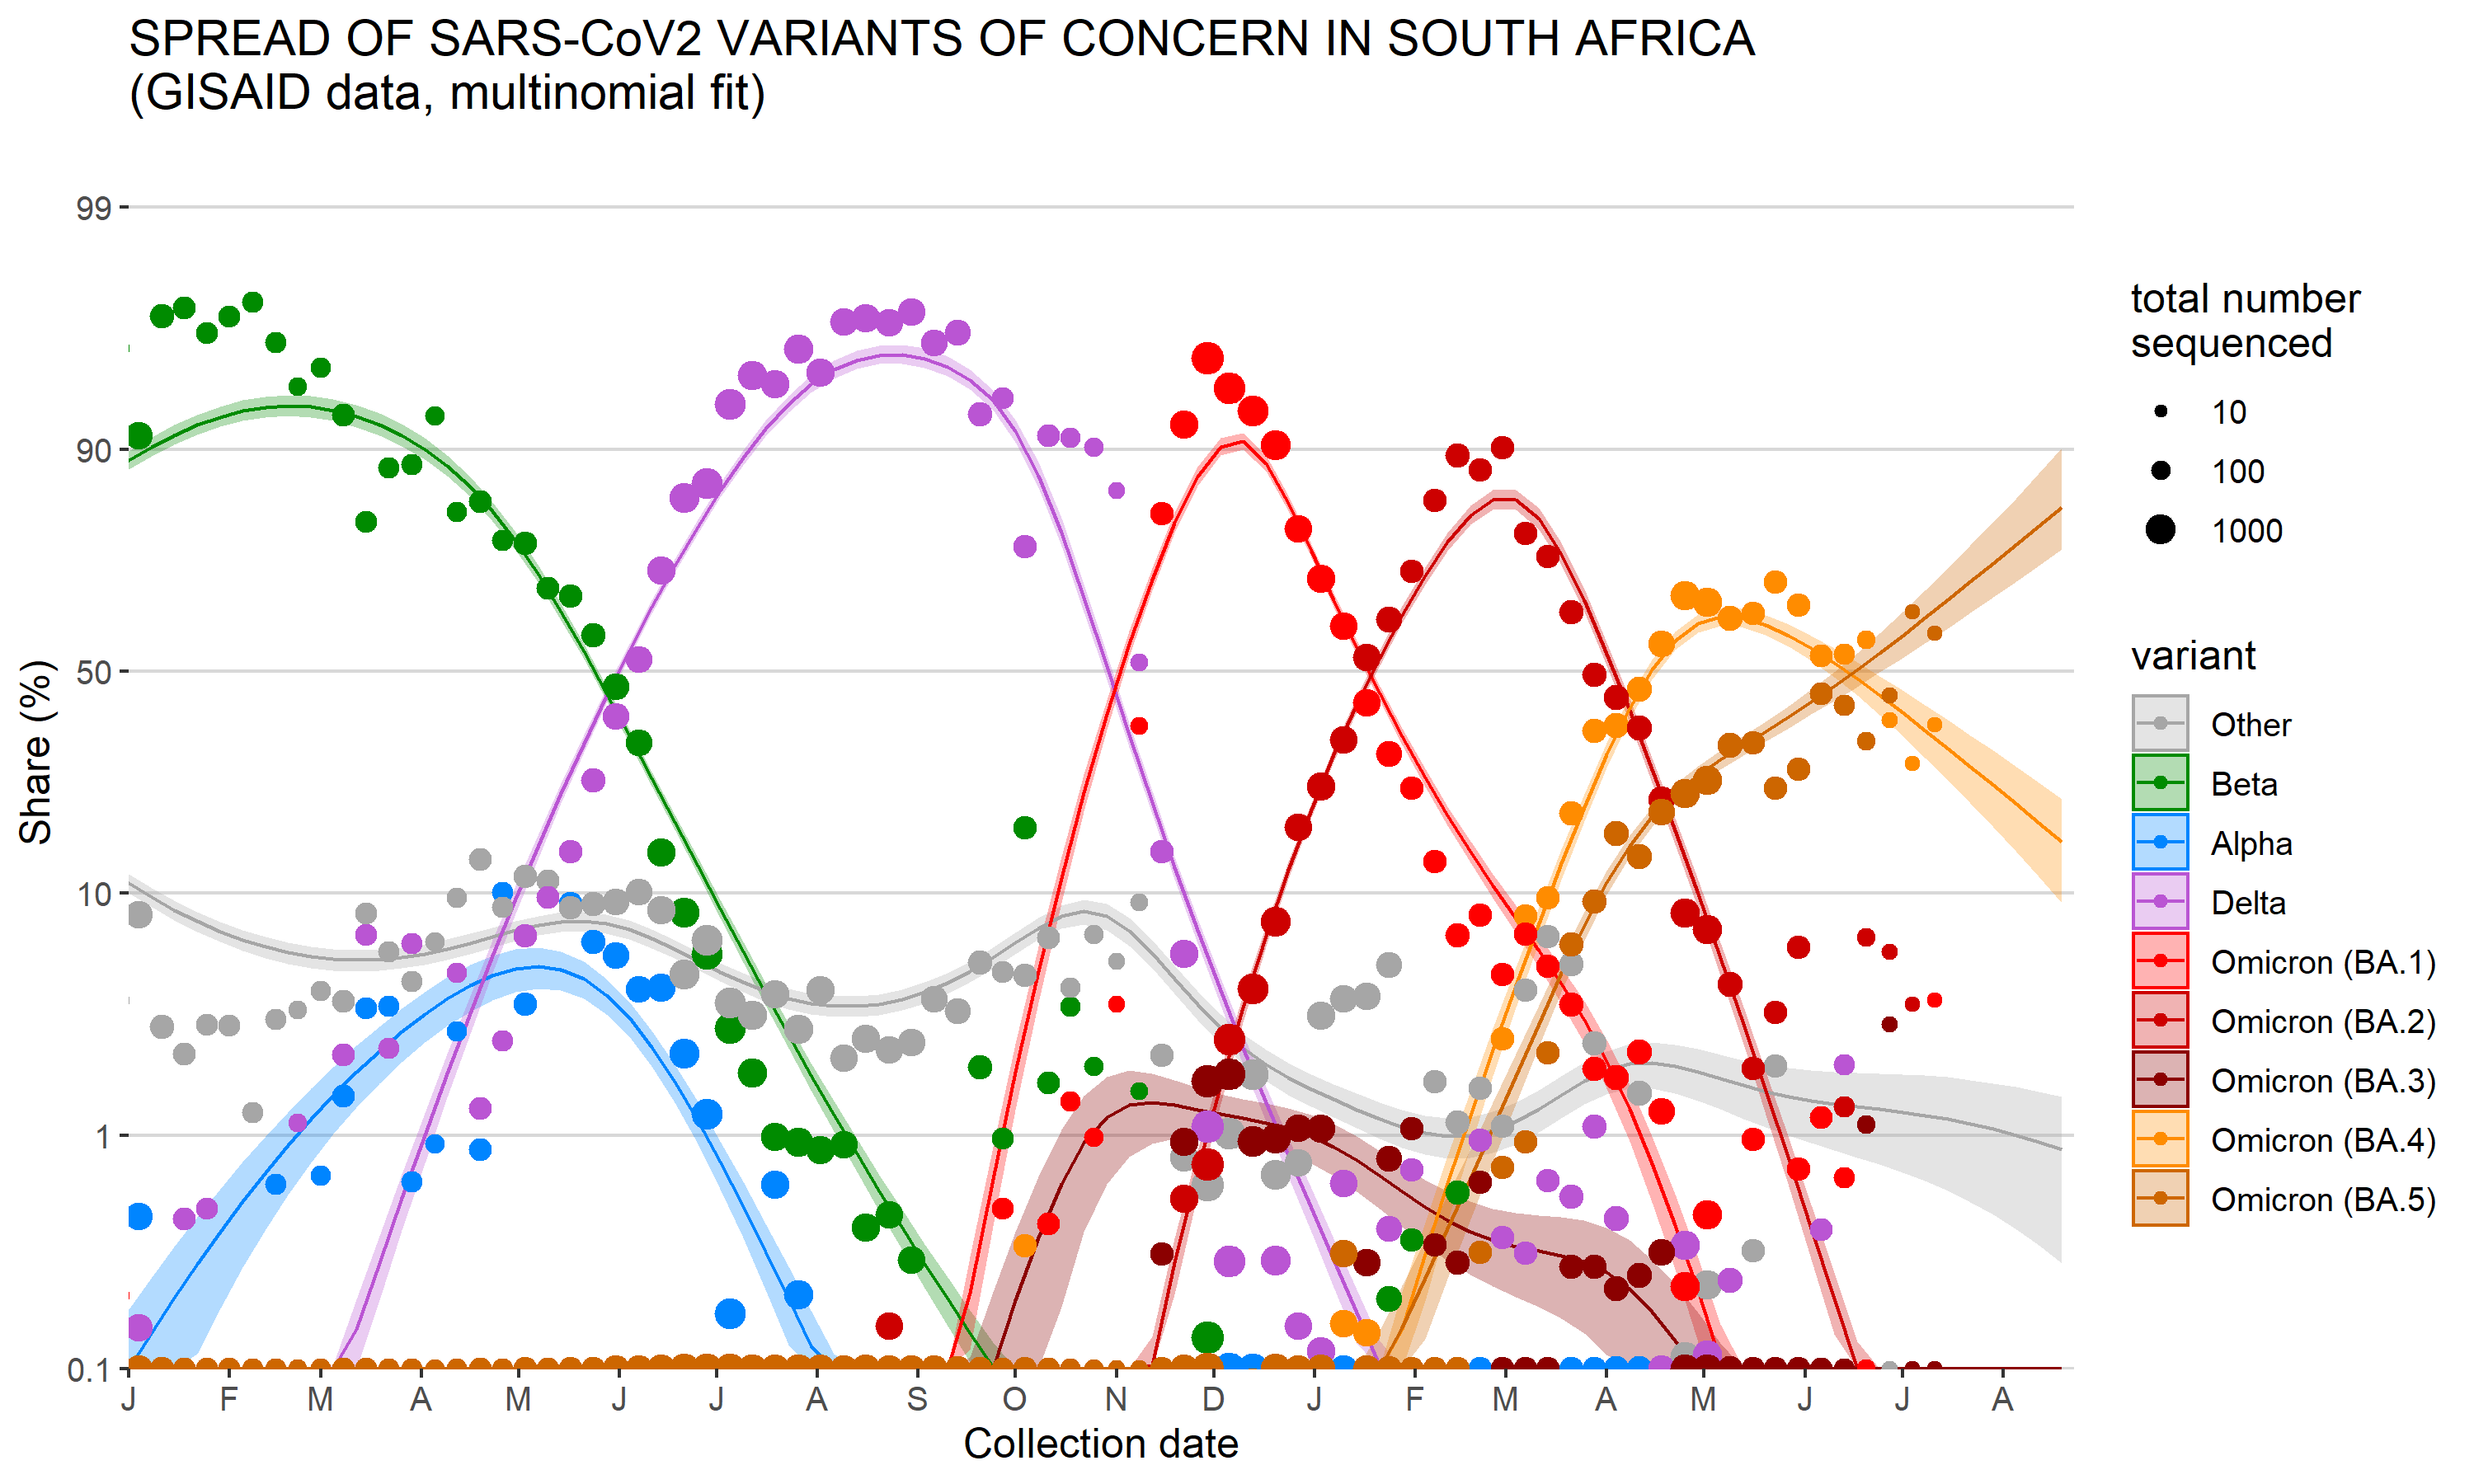 SPREAD OF SARS-CoV2 VARIANTS OF CONCERN IN SOUTH AFRICA
(GISAID data, multinomial fit)
99
90
50
10
1
0.1
Share (%)
J F M A M J J A S O N D J F M A M J J A
Collection date
total number
sequenced
10
100
1000
variant
Other
Beta
Alpha
Delta
Omicron (BA.1)
Omicron (BA.2)
Omicron (BA.3)
Omicron (BA.4)
Omicron (BA.5)